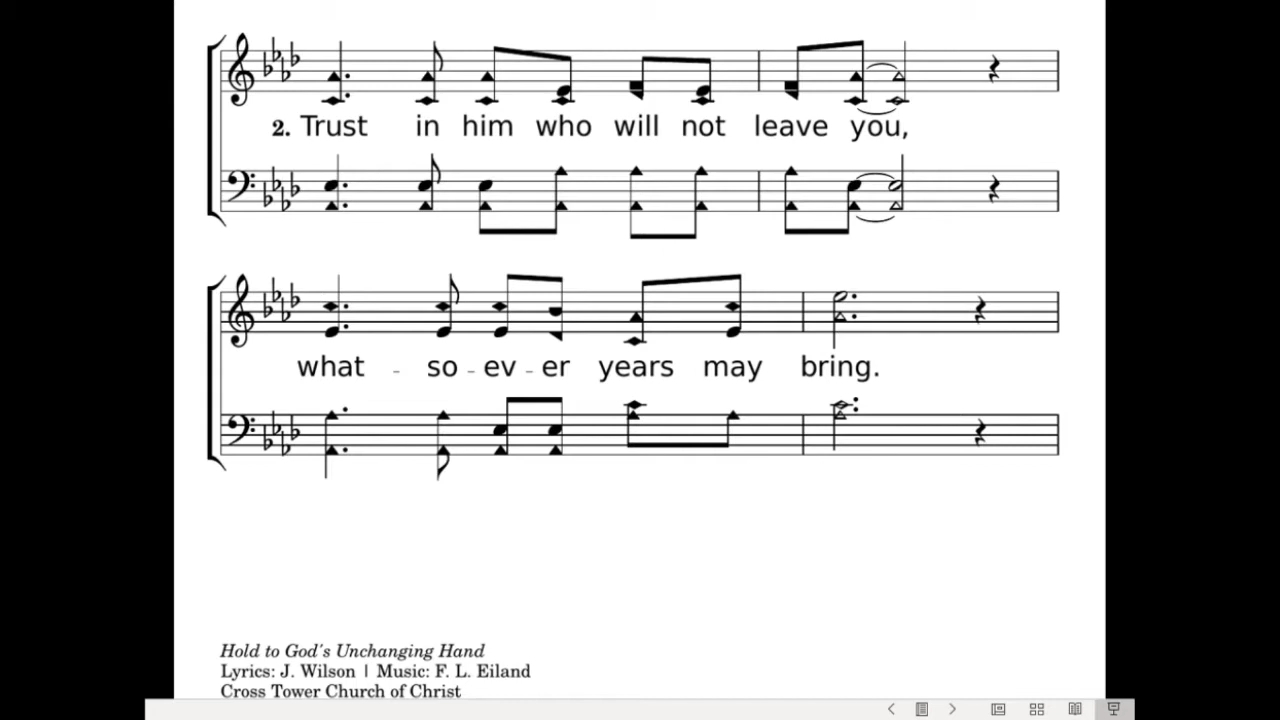 2. Trust in him who will not leave you,
what - so - ev - er years may bring.
Hold to God's Unchanging Hand
Lyrics: J. Wilson | Music: F. L. Eiland
Cross Tower Church of Christ